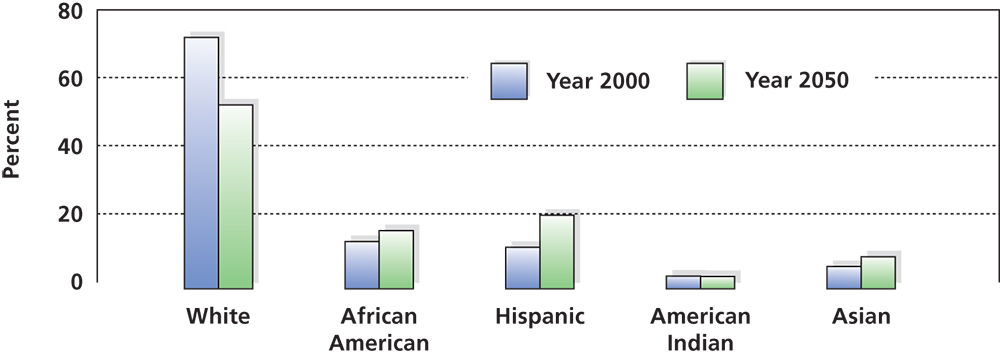 80
60
40
20
0
Percent
Year 2000
Year 2050
White
African
American
Hispanic
American
Indian
Asian